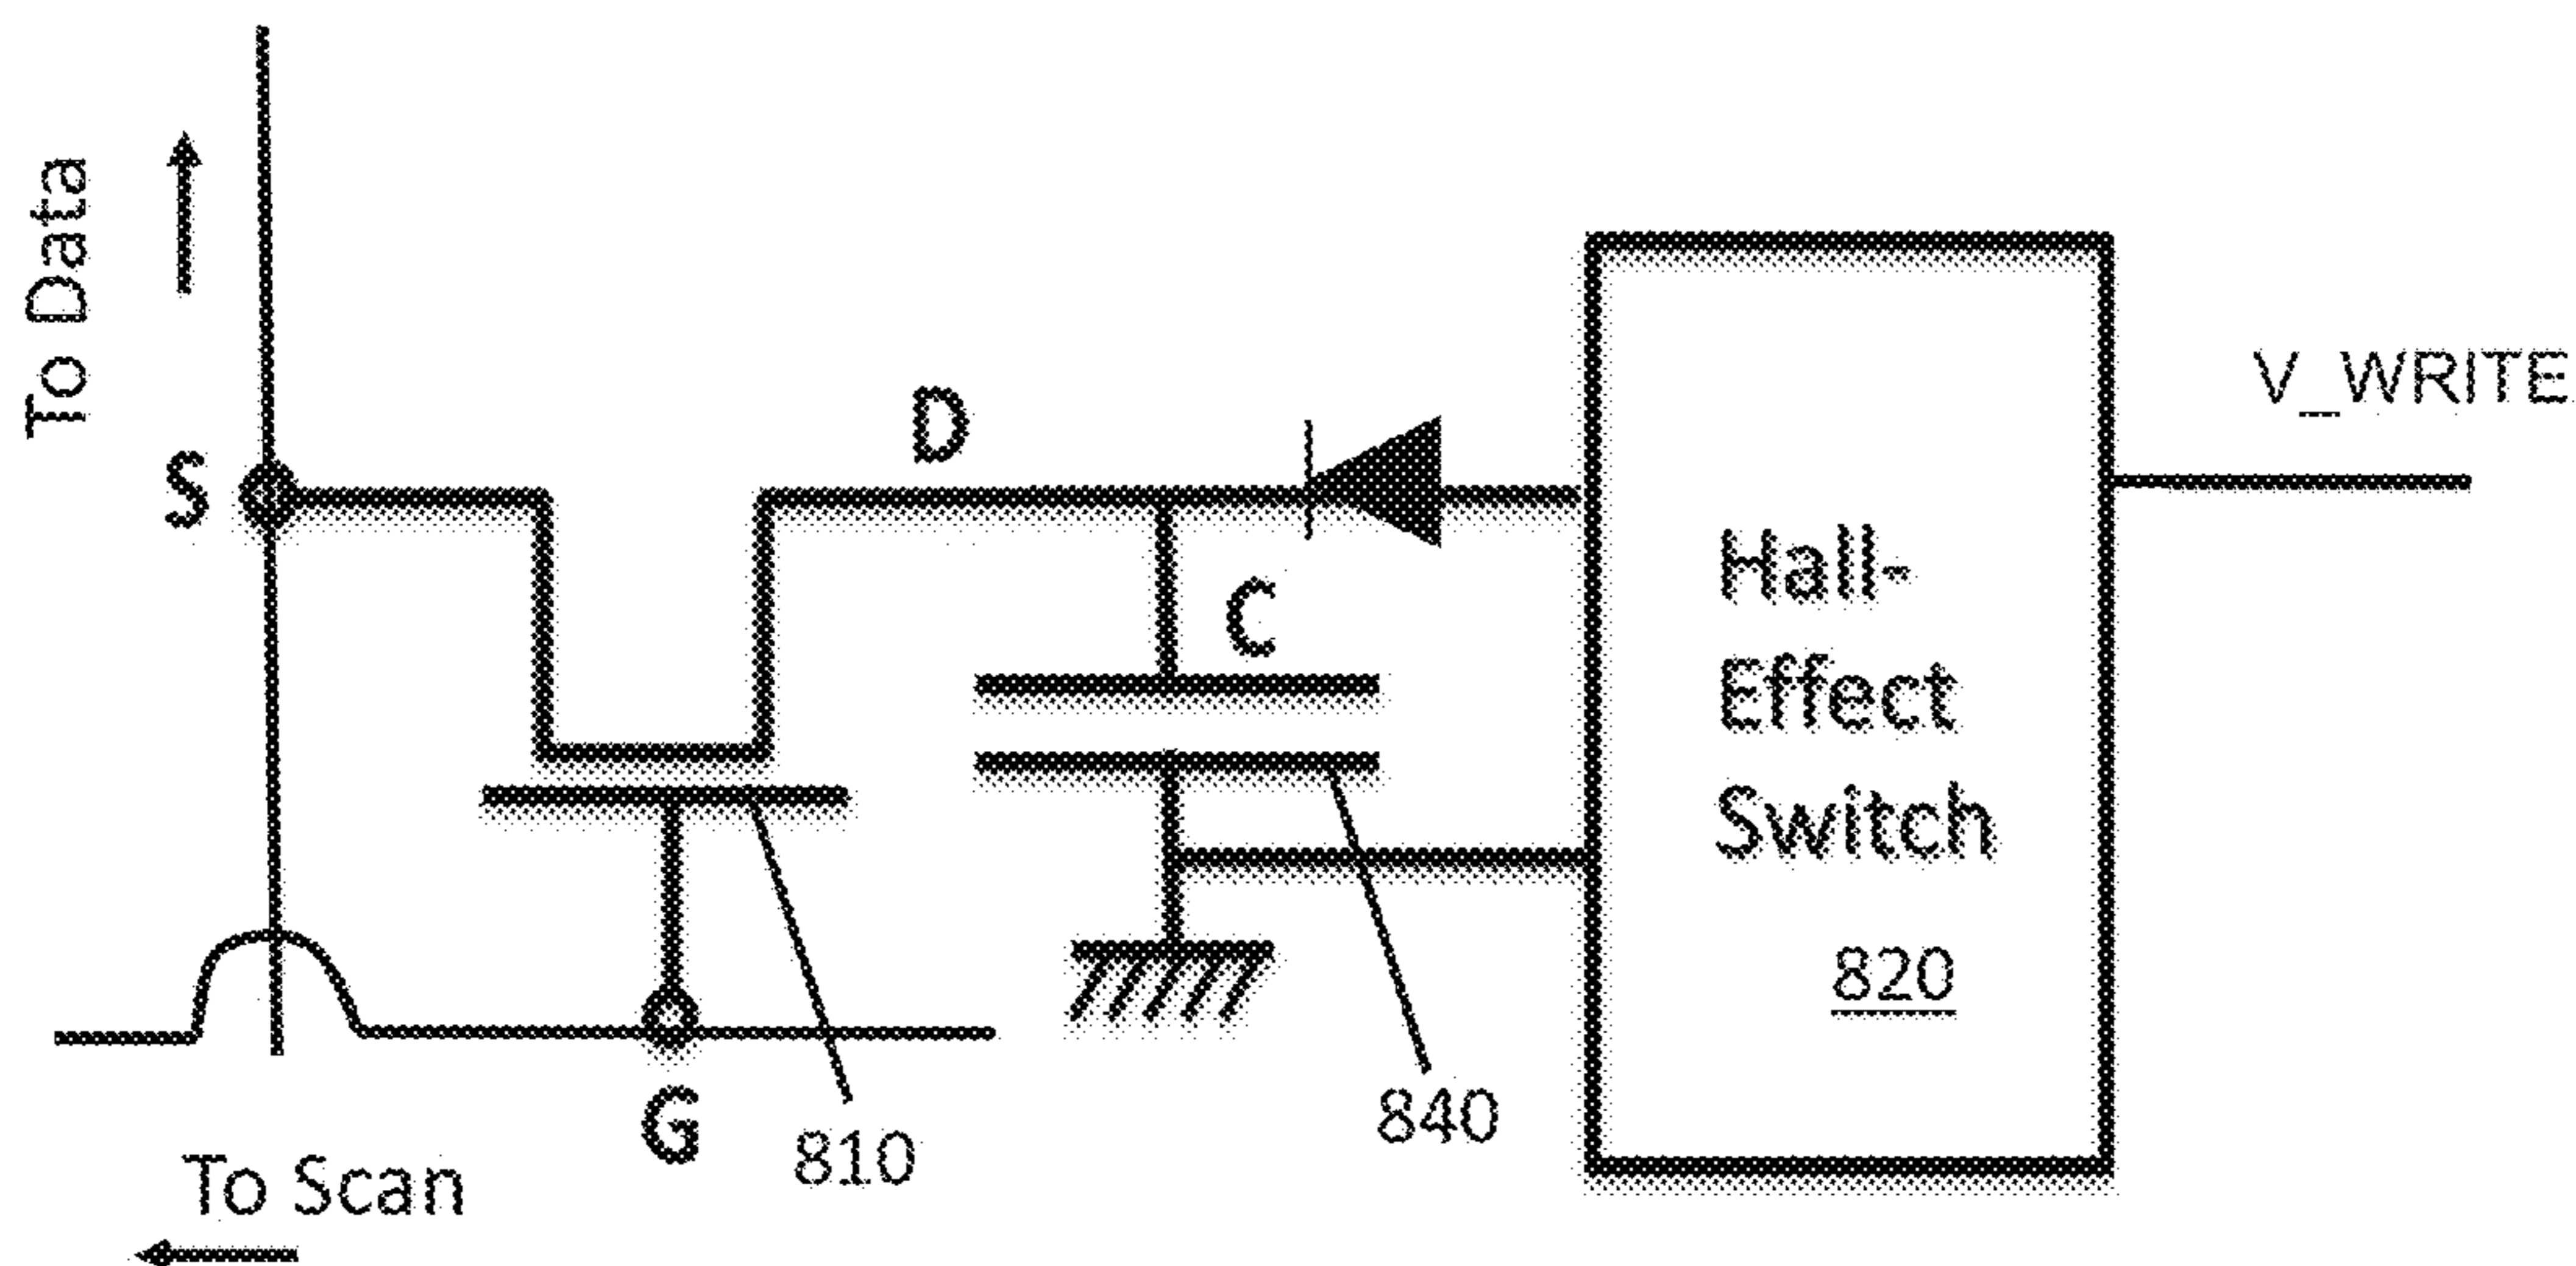 To Data
V_WRITE
D
S
Hall-
Effect
Switch
C
820
840
G
810
To Scan